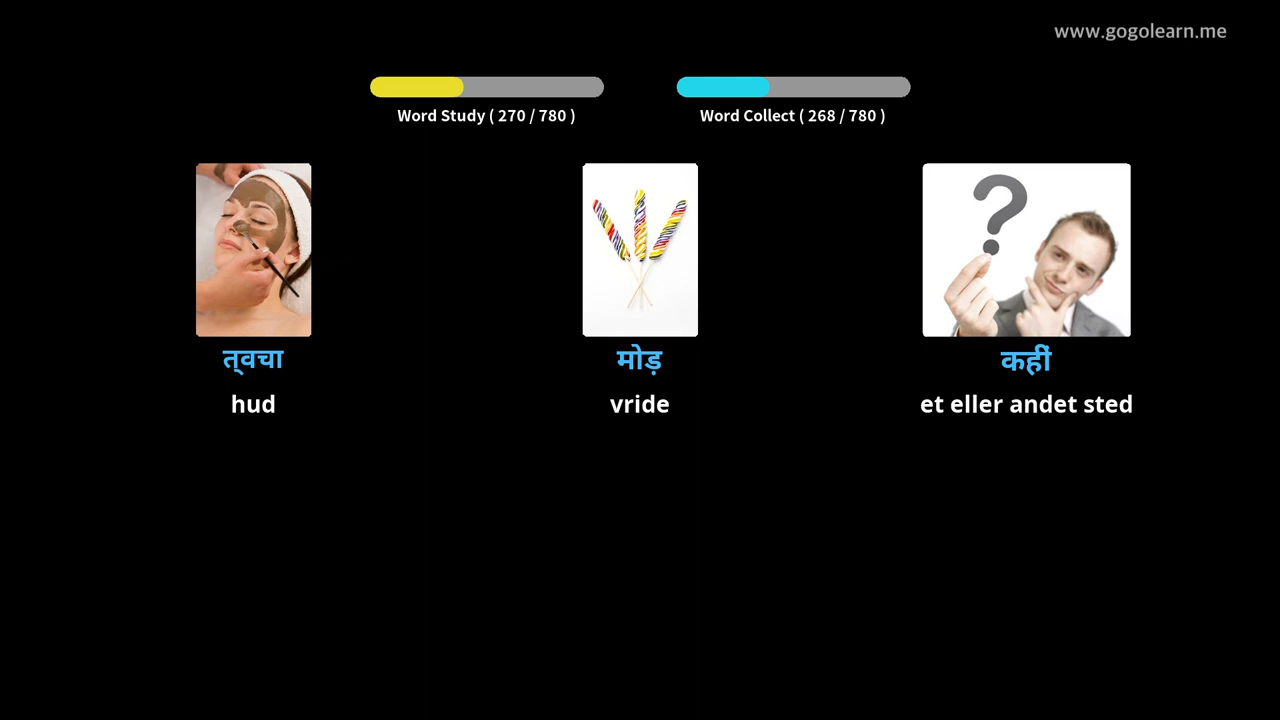 www.gogolearn.me
Word Study ( 270 / 780 )
Word Collect ( 268 / 780 )
त्वचा
मोड़
कहीं
hud
vride
et eller andet sted